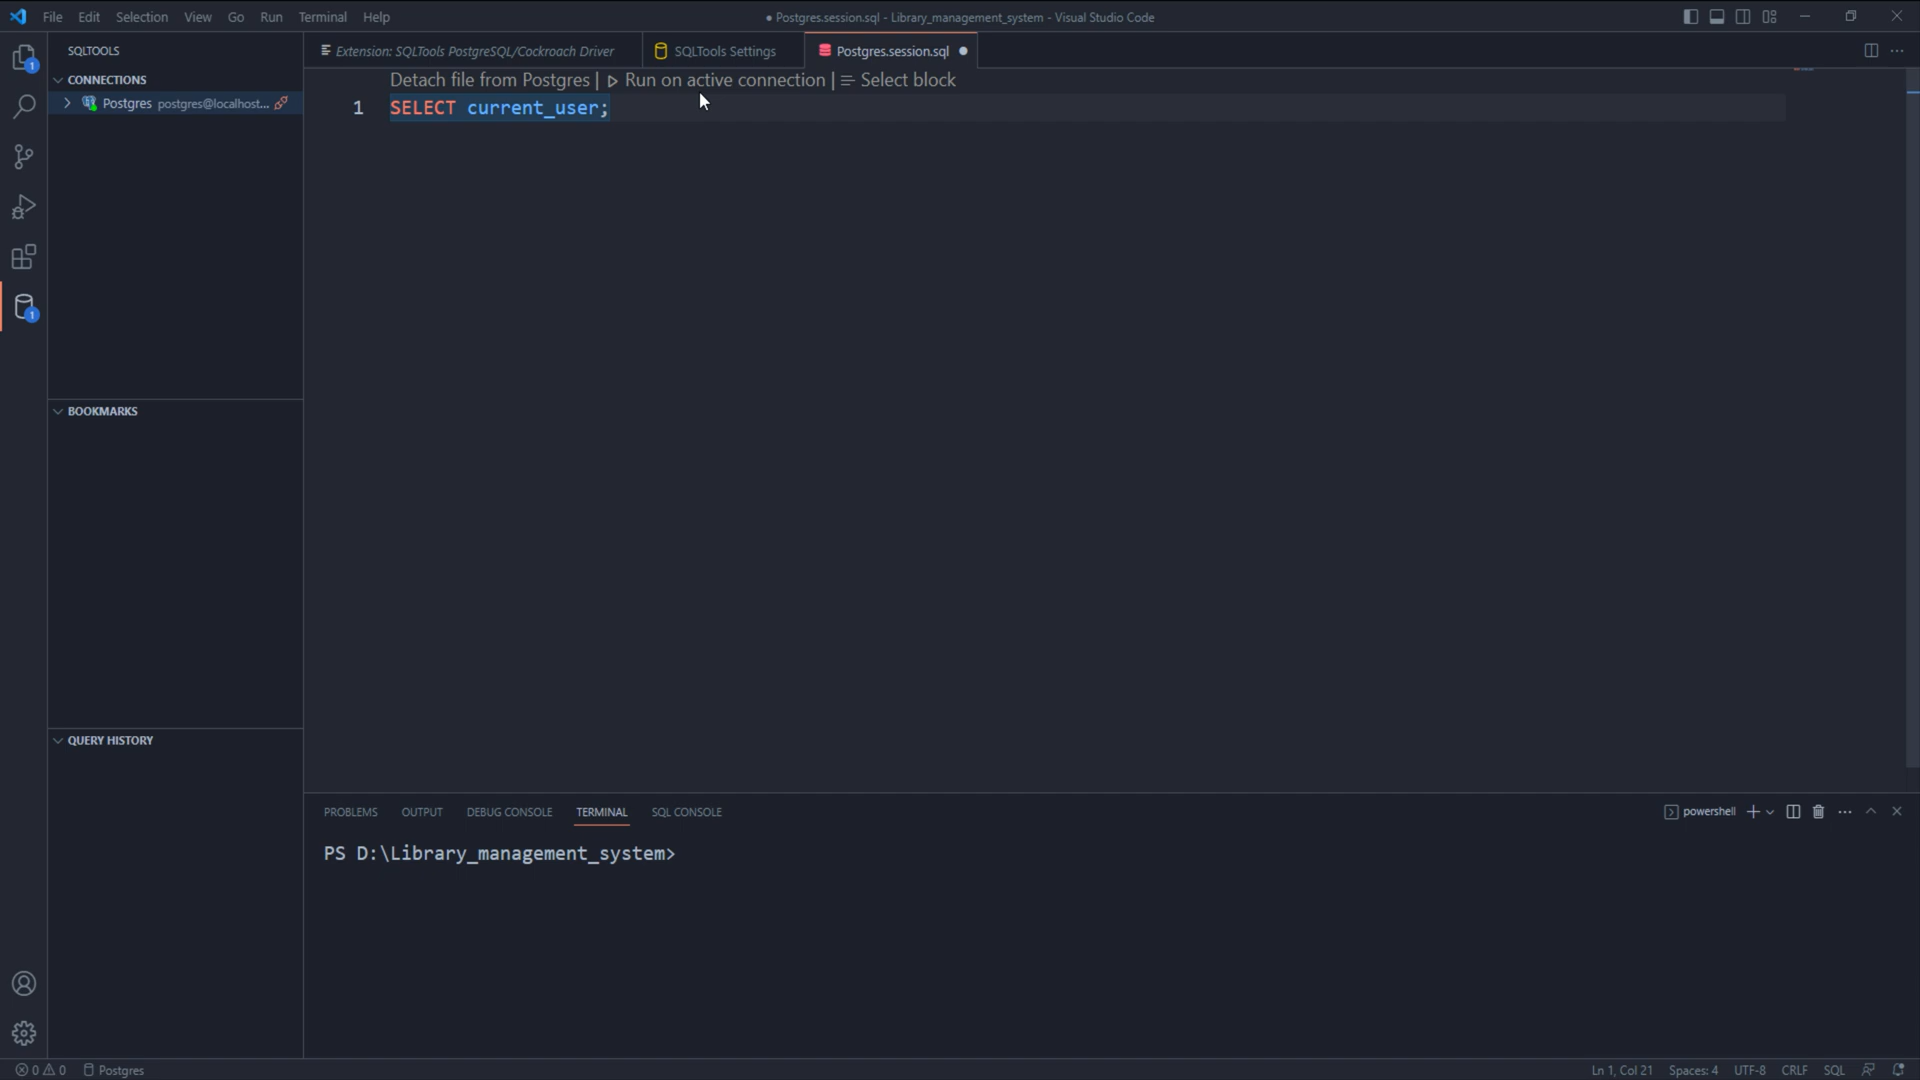 File Edit Selection View Go Run Terminal Help
● Postgres.session.sql - Library_management_system - Visual Studio Code
SQLTOOLS
Extension: SQLTools PostgreSQL/Cockroach Driver
SQLTools Settings
Postgres.session.sql
CONNECTIONS
Postgres postgres@localhost...
Detach file from Postgres | ▷ Run on active connection | Select block
1 SELECT current_user;
1
1
BOOKMARKS
QUERY HISTORY
PROBLEMS OUTPUT DEBUG CONSOLE TERMINAL SQL CONSOLE
powershell
PS D:\Library_management_system>
0 0 Postgres
Ln 1, Col 21 Spaces: 4 UTF-8 CRLF SQL